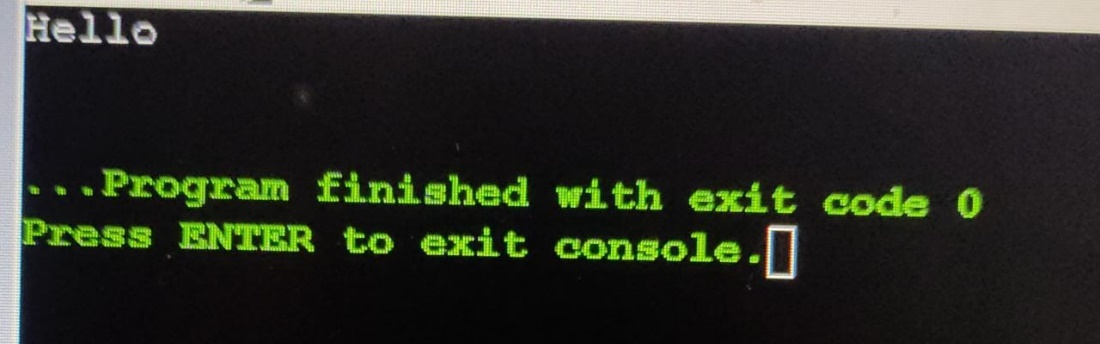 Hello
...Program finished with exit code 0
Press ENTER to exit console.